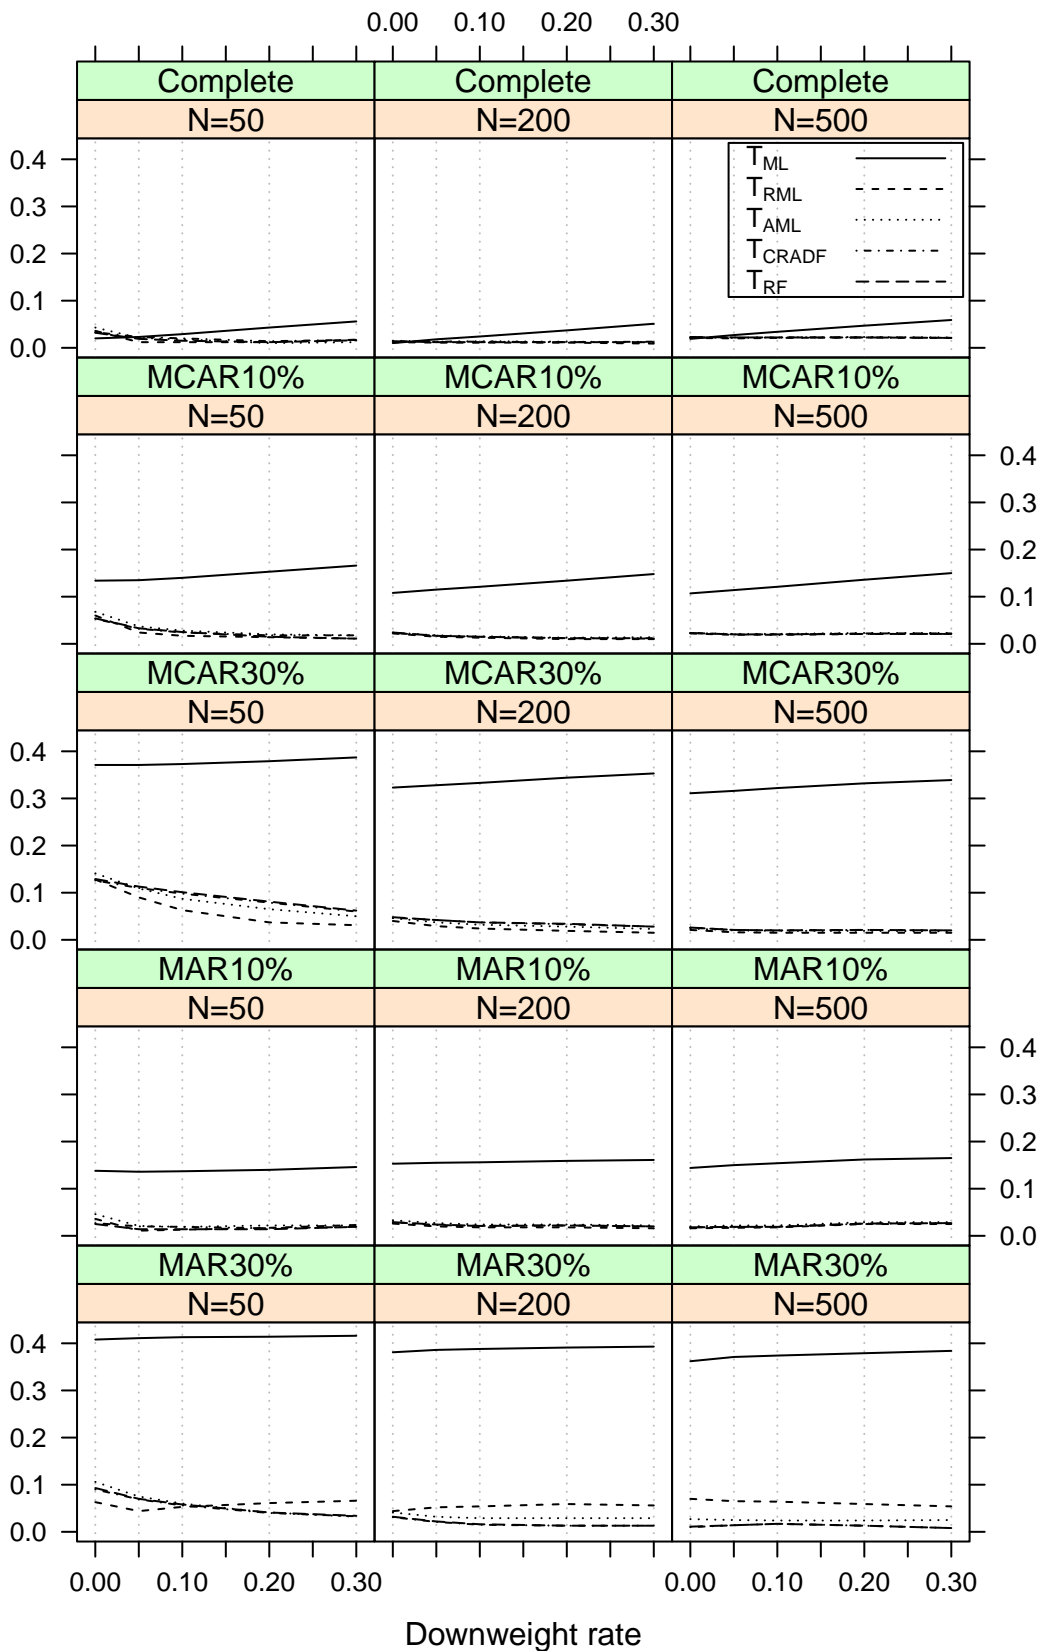 0.00 0.10 0.20 0.30
Complete Complete Complete
N=50 N=200 N=500
0.4
0.3
0.2
0.1
0.0
T_ML
T_RML
T_AML
T_CRADF
T_RF
MCAR10% MCAR10% MCAR10%
N=50 N=200 N=500
0.4
0.3
0.2
0.1
0.0
MCAR30% MCAR30% MCAR30%
N=50 N=200 N=500
0.4
0.3
0.2
0.1
0.0
MAR10% MAR10% MAR10%
N=50 N=200 N=500
0.4
0.3
0.2
0.1
0.0
MAR30% MAR30% MAR30%
N=50 N=200 N=500
0.4
0.3
0.2
0.1
0.0
0.00 0.10 0.20 0.30 0.00 0.10 0.20 0.30
Downweight rate